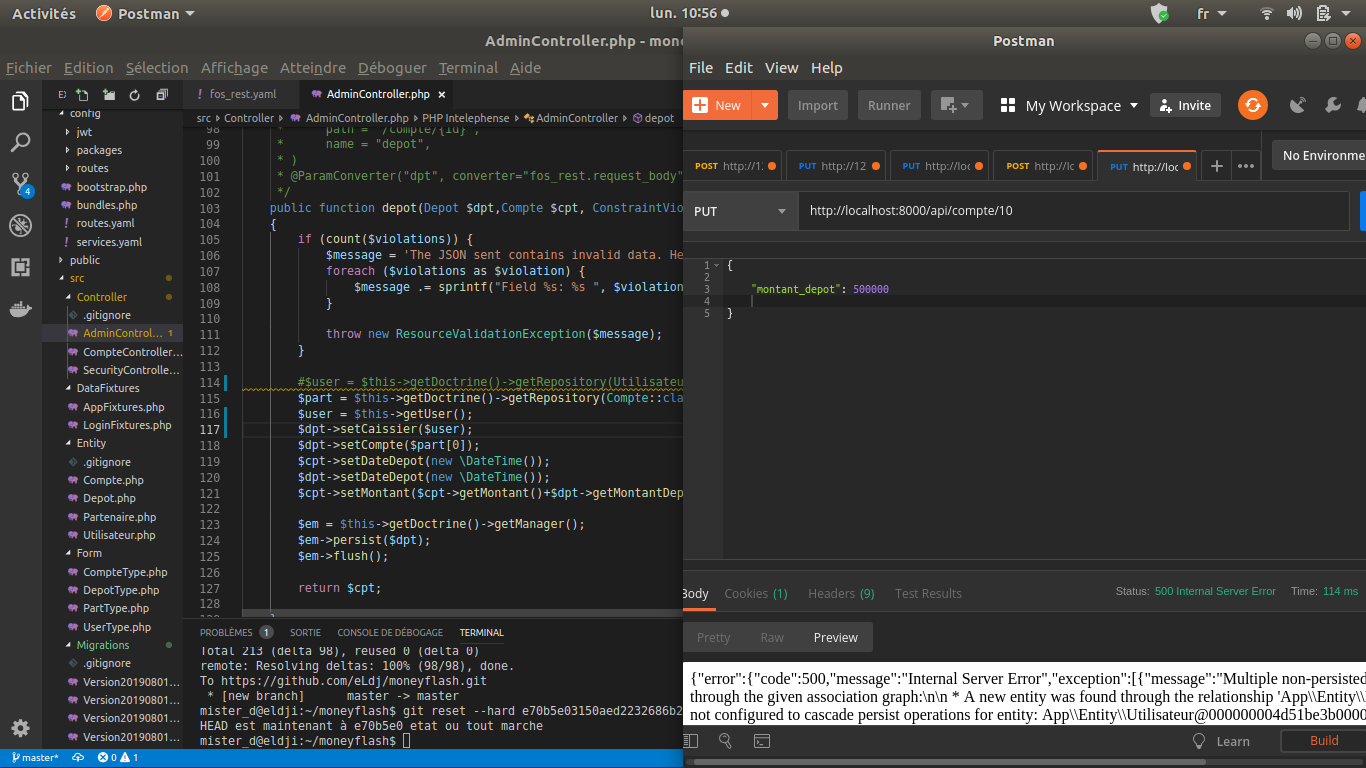 Activités
Postman
lun. 10:56
fr
AdminController.php - mone
Fichier Edition Sélection Affichage Atteindre Déboguer Terminal Aide
fos_rest.yaml
AdminController.php
src
Controller
AdminController.php
PHP Intelephense
AdminController
depot
config
jwt
packages
routes
bootstrap.php
bundles.php
routes.yaml
services.yaml
public
src
Controller
.gitignore
AdminControl... 1
CompteController...
SecurityControlle...
DataFixtures
AppFixtures.php
LoginFixtures.php
Entity
.gitignore
Compte.php
Depot.php
Partenaire.php
Utilisateur.php
Form
CompteType.php
DepotType.php
PartType.php
UserType.php
Migrations
.gitignore
Version20190801...
Version20190801...
Version20190801...
Version20190801...
4
98 * path = "/compte/{id}",
99 * name = "depot",
100 * )
101 * @ParamConverter("dpt", converter="fos_rest.request_body"
102 */
103 public function depot(Depot $dpt,Compte $cpt, ConstraintVio
104 {
105 if (count($violations)) {
106 $message = 'The JSON sent contains invalid data. He
107 foreach ($violations as $violation) {
108 $message .= sprintf("Field %s: %s ", $violation
109 }
110
111 throw new ResourceValidationException($message);
112 }
113
114 #$user = $this->getDoctrine()->getRepository(Utilisateu
115 $part = $this->getDoctrine()->getRepository(Compte::cla
116 $user = $this->getUser();
117 $dpt->setCaissier($user);
118 $dpt->setCompte($part[0]);
119 $cpt->setDateDepot(new \DateTime());
120 $dpt->setDateDepot(new \DateTime());
121 $cpt->setMontant($cpt->getMontant()+$dpt->getMontantDep
122
123 $em = $this->getDoctrine()->getManager();
124 $em->persist($dpt);
125 $em->flush();
126
127 return $cpt;
128
PROBLÈMES 1 SORTIE CONSOLE DE DÉBOGAGE TERMINAL
Total 213 (delta 98), reused 0 (delta 0)
remote: Resolving deltas: 100% (98/98), done.
To https://github.com/eLdj/moneyflash.git
* [new branch] master -> master
mister_d@eldji:~/moneyflash$ git reset --hard e70b5e03150aed2232686b2
HEAD est maintenant à e70b5e0 etat ou tout marche
mister_d@eldji:~/moneyflash$
master* 0 1
Postman
File Edit View Help
New
Import
Runner
My Workspace
Invite
POST http://1.
PUT http://12
PUT http://loc
POST http://lc
PUT http://loc
No Environme
PUT
http://localhost:8000/api/compte/10
1 {
2
3 "montant_depot": 500000
4
5 }
Body Cookies (1) Headers (9) Test Results
Status: 500 Internal Server Error Time: 114 ms
Pretty Raw Preview
{"error":{"code":500,"message":"Internal Server Error","exception":[{"message":"Multiple non-persisted
through the given association graph:\n\n * A new entity was found through the relationship 'App\\Entity\\
not configured to cascade persist operations for entity: App\\Entity\\Utilisateur@000000004d51be3b0000
Learn
Build